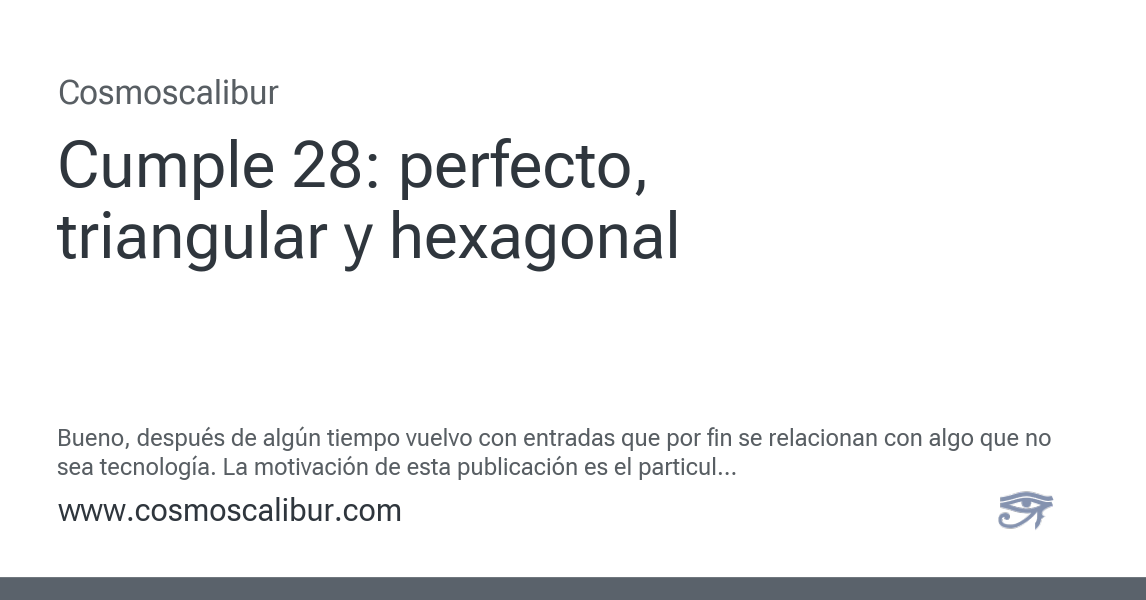 Cosmoscalibur
Cumple 28: perfecto,
triangular y hexagonal
Bueno, después de algún tiempo vuelvo con entradas que por fin se relacionan con algo que no
sea tecnología. La motivación de esta publicación es el particul...
www.cosmoscalibur.com